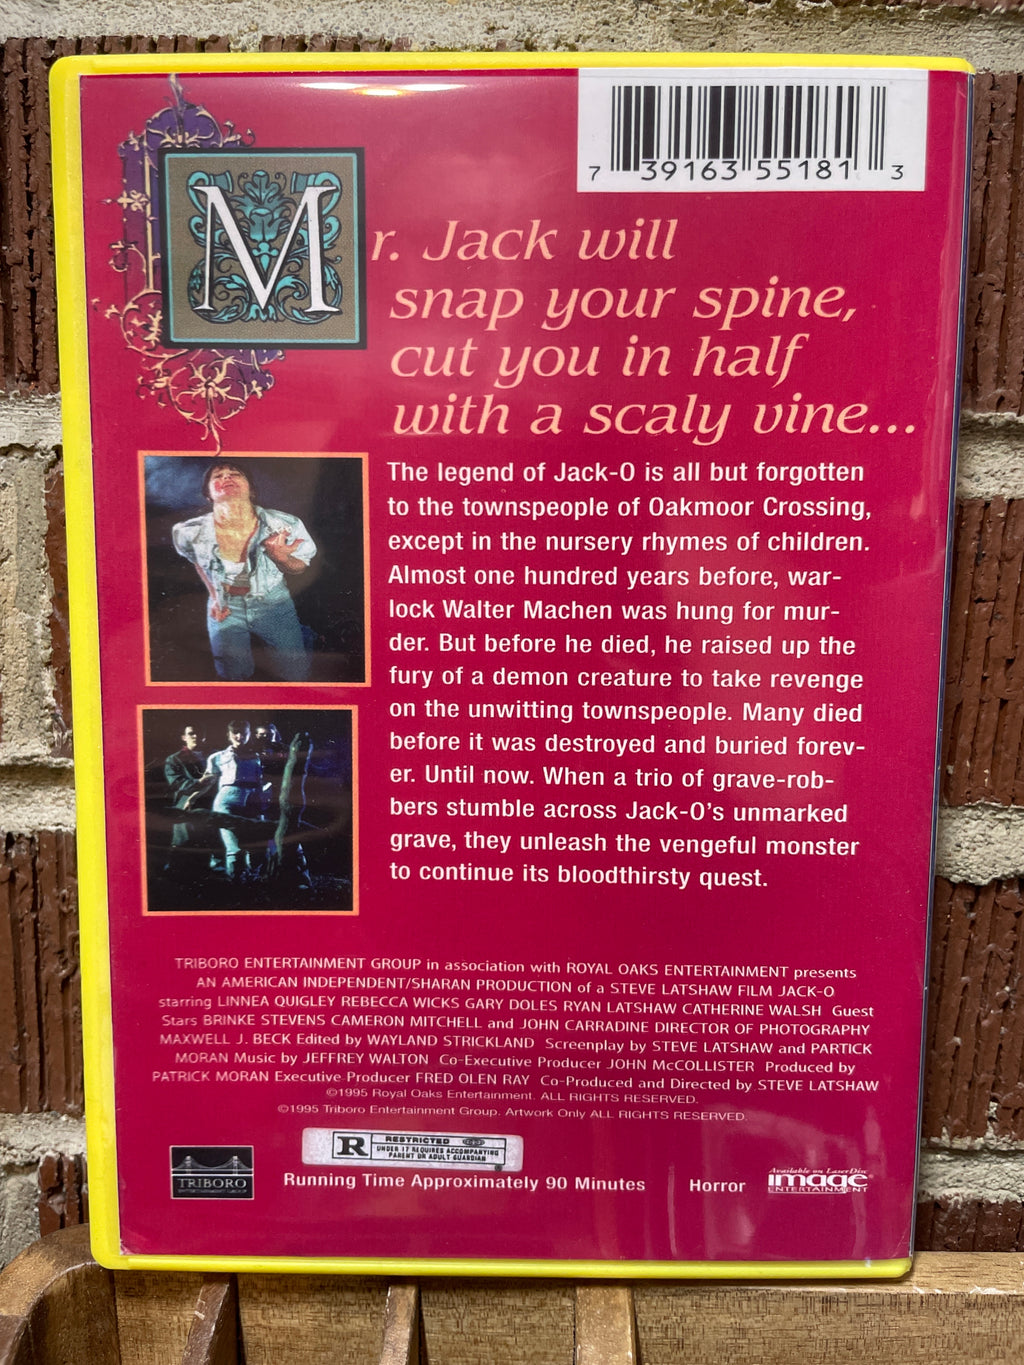 7 39163 55181 3
Mr. Jack will
snap your spine,
cut you in half
with a scaly vine...
The legend of Jack-O is all but forgotten
to the townspeople of Oakmoor Crossing,
except in the nursery rhymes of children.
Almost one hundred years before, war-
lock Walter Machen was hung for mur-
der. But before he died, he raised up the
fury of a demon creature to take revenge
on the unwitting townspeople. Many died
before it was destroyed and buried forev-
er. Until now. When a trio of grave-rob-
bers stumble across Jack-O's unmarked
grave, they unleash the vengeful monster
to continue its bloodthirsty quest.
TRIBORO ENTERTAINMENT GROUP in association with ROYAL OAKS ENTERTAINMENT presents
AN AMERICAN INDEPENDENT/SHARAN PRODUCTION of a STEVE LATSHAW FILM JACK-O
starring LINNEA QUIGLEY REBECCA WICKS GARY DOLES RYAN LATSHAW CATHERINE WALSH Guest
Stars BRINKE STEVENS CAMERON MITCHELL and JOHN CARRADINE DIRECTOR OF PHOTOGRAPHY
MAXWELL J. BECK Edited by WAYLAND STRICKLAND Screenplay by STEVE LATSHAW and PARTICK
MORAN Music by JEFFREY WALTON Co-Executive Producer JOHN McCOLLISTER Produced by
PATRICK MORAN Executive Producer FRED OLEN RAY Co-Produced and Directed by STEVE LATSHAW
©1995 Royal Oaks Entertainment. ALL RIGHTS RESERVED.
©1995 Triboro Entertainment Group. Artwork Only ALL RIGHTS RESERVED.
R RESTRICTED
UNDER 17 REQUIRES ACCOMPANYING
PARENT OR ADULT GUARDIAN
TRIBORO
ENTERTAINMENT GROUP
Running Time Approximately 90 Minutes
Horror
Available on LaserDisc
image
ENTERTAINMENT